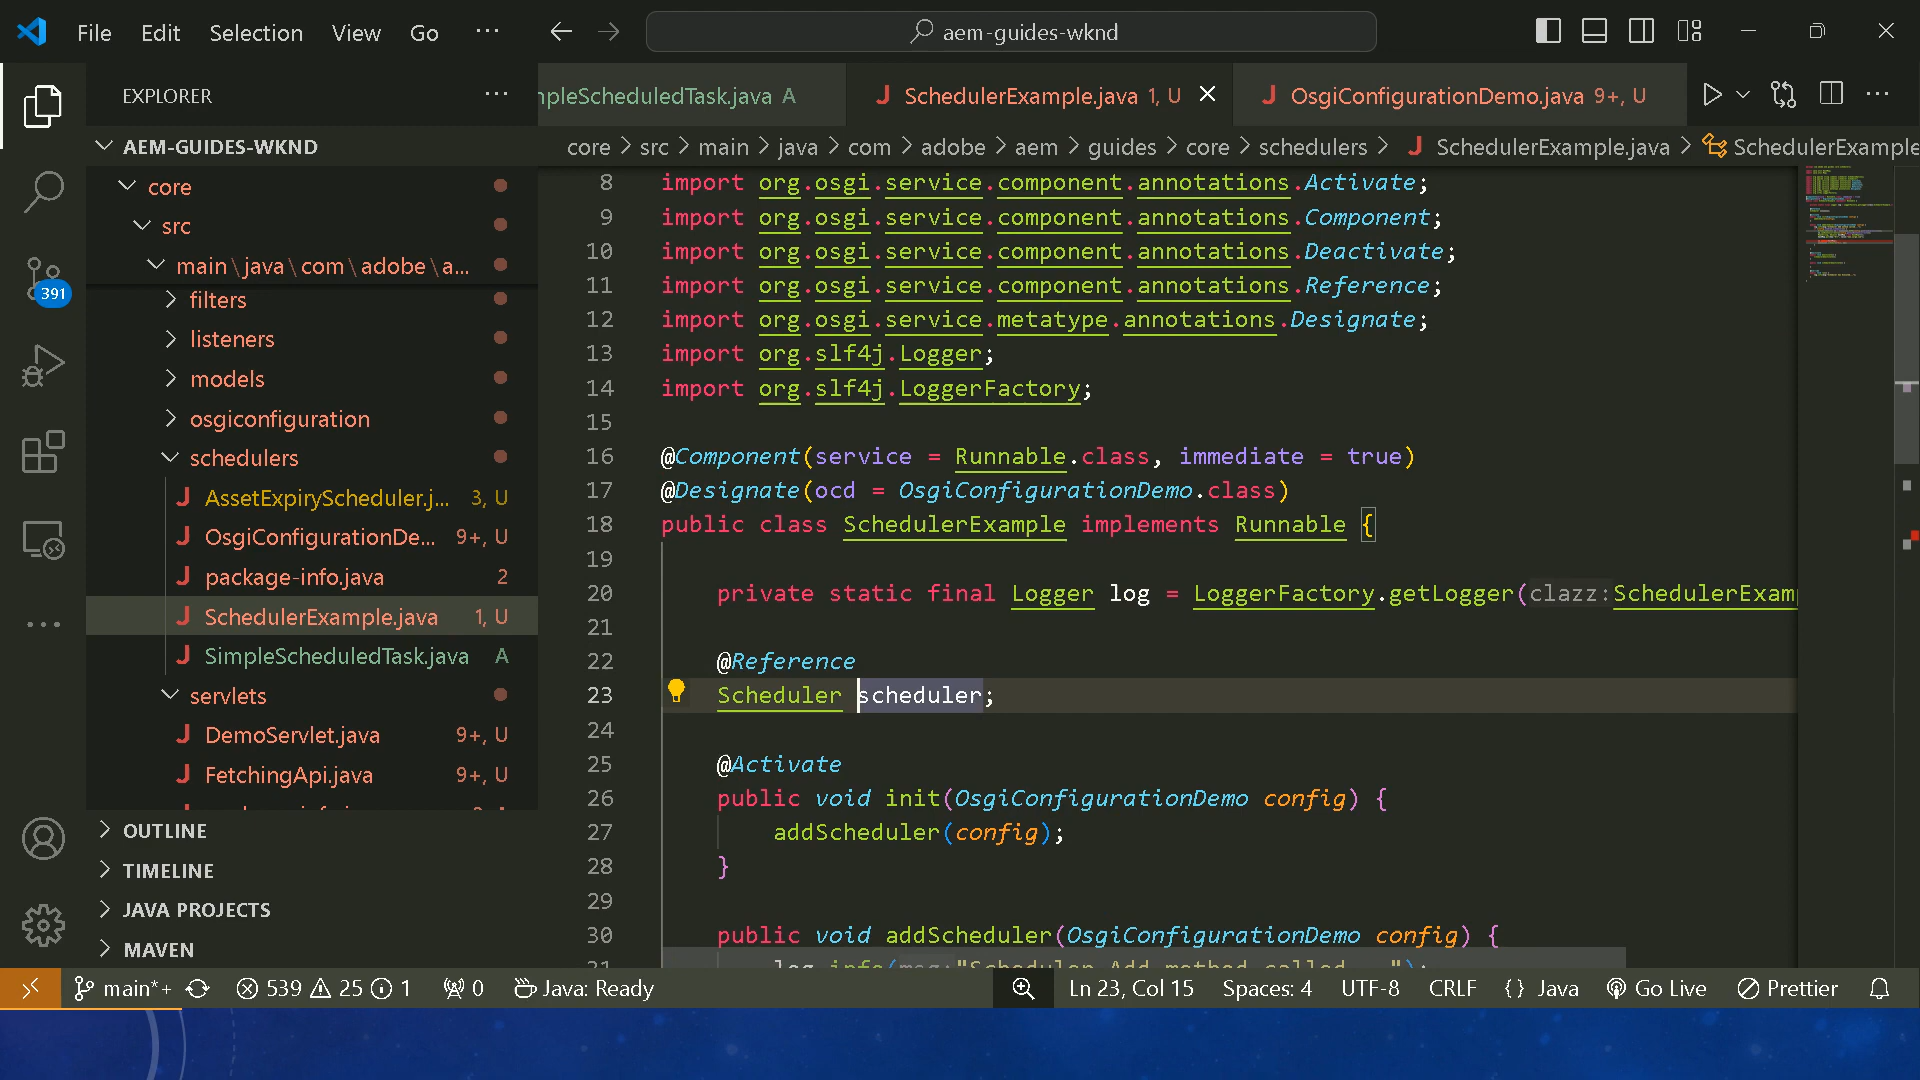 File Edit Selection View Go ··· aem-guides-wknd
EXPLORER ···
AEM-GUIDES-WKND
core
src
main\java\com\adobe\a...
filters
listeners
models
osgiconfiguration
schedulers
AssetExpiryScheduler.j... 3, U
OsgiConfigurationDe... 9+, U
package-info.java 2
SchedulerExample.java 1, U
SimpleScheduledTask.java A
servlets
DemoServlet.java 9+, U
FetchingApi.java 9+, U
OUTLINE
TIMELINE
JAVA PROJECTS
MAVEN
391
mpleScheduledTask.java A SchedulerExample.java 1, U OsgiConfigurationDemo.java 9+, U
core > src > main > java > com > adobe > aem > guides > core > schedulers > SchedulerExample.java > SchedulerExample
8 import org.osgi.service.component.annotations.Activate;
9 import org.osgi.service.component.annotations.Component;
10 import org.osgi.service.component.annotations.Deactivate;
11 import org.osgi.service.component.annotations.Reference;
12 import org.osgi.service.metatype.annotations.Designate;
13 import org.slf4j.Logger;
14 import org.slf4j.LoggerFactory;
15
16 @Component(service = Runnable.class, immediate = true)
17 @Designate(ocd = OsgiConfigurationDemo.class)
18 public class SchedulerExample implements Runnable {
19
20 private static final Logger log = LoggerFactory.getLogger(clazz:SchedulerExam
21
22 @Reference
23 Scheduler scheduler;
24
25 @Activate
26 public void init(OsgiConfigurationDemo config) {
27 addScheduler(config);
28 }
29
30 public void addScheduler(OsgiConfigurationDemo config) {
31 log.info(msg:"Scheduler Add method called
main*+ 539 25 1 0 Java: Ready Ln 23, Col 15 Spaces: 4 UTF-8 CRLF {} Java Go Live Prettier